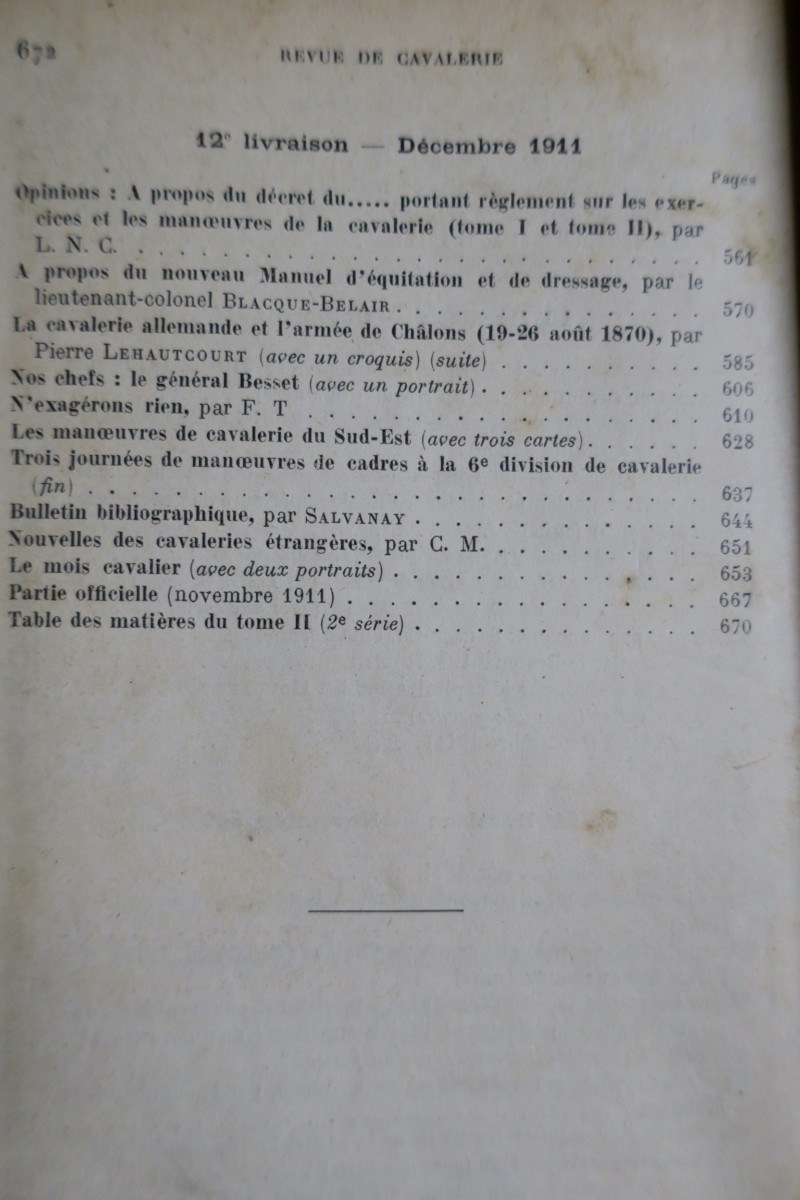 672
REVUE DE CAVALERIE
12e livraison — Décembre 1911
Pages
Opinions : A propos du décret du..... portant règlement sur les exer-
cices et les manœuvres de la cavalerie (tome I et tome II), par
L. N. C. . . . . . . . . . . . . . . . . . . . . . . . 561
A propos du nouveau Manuel d'équitation et de dressage, par le
lieutenant-colonel BLACQUE-BELAIR . . . . . . . . . . . . . 570
La cavalerie allemande et l'armée de Châlons (19-26 août 1870), par
Pierre LEHAUTCOURT (avec un croquis) (suite) . . . . . . . . . . 585
Nos chefs : le général Besset (avec un portrait) . . . . . . . . . . 606
N'exagérons rien, par F. T . . . . . . . . . . . . . . . . 610
Les manœuvres de cavalerie du Sud-Est (avec trois cartes) . . . . . . 628
Trois journées de manœuvres de cadres à la 6e division de cavalerie
(fin) . . . . . . . . . . . . . . . . . . . . . . . . . 637
Bulletin bibliographique, par SALVANAY . . . . . . . . . . . . 644
Nouvelles des cavaleries étrangères, par C. M. . . . . . . . . . . 651
Le mois cavalier (avec deux portraits) . . . . . . . . . . . . . 653
Partie officielle (novembre 1911) . . . . . . . . . . . . . . . 667
Table des matières du tome II (2e série) . . . . . . . . . . . . 670